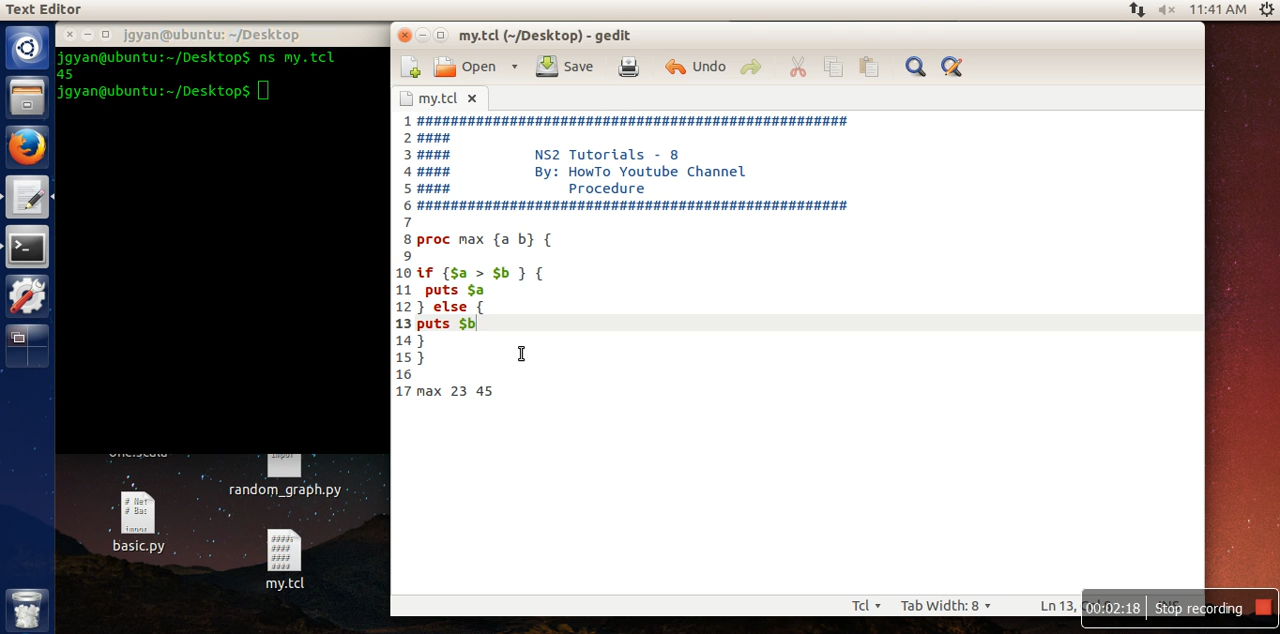 Text Editor
11:41 AM
jgyan@ubuntu: ~/Desktop
jgyan@ubuntu:~/Desktop$ ns my.tcl
45
jgyan@ubuntu:~/Desktop$
my.tcl (~/Desktop) - gedit
Open Save Undo
my.tcl
1 ##################################################
2 ####
3 #### NS2 Tutorials - 8
4 #### By: HowTo Youtube Channel
5 #### Procedure
6 ##################################################
7
8 proc max {a b} {
9
10 if {$a > $b } {
11 puts $a
12 } else {
13 puts $b
14 }
15 }
16
17 max 23 45
random_graph.py
basic.py
my.tcl
Tcl Tab Width: 8 Ln 13,
00:02:18 Stop recording